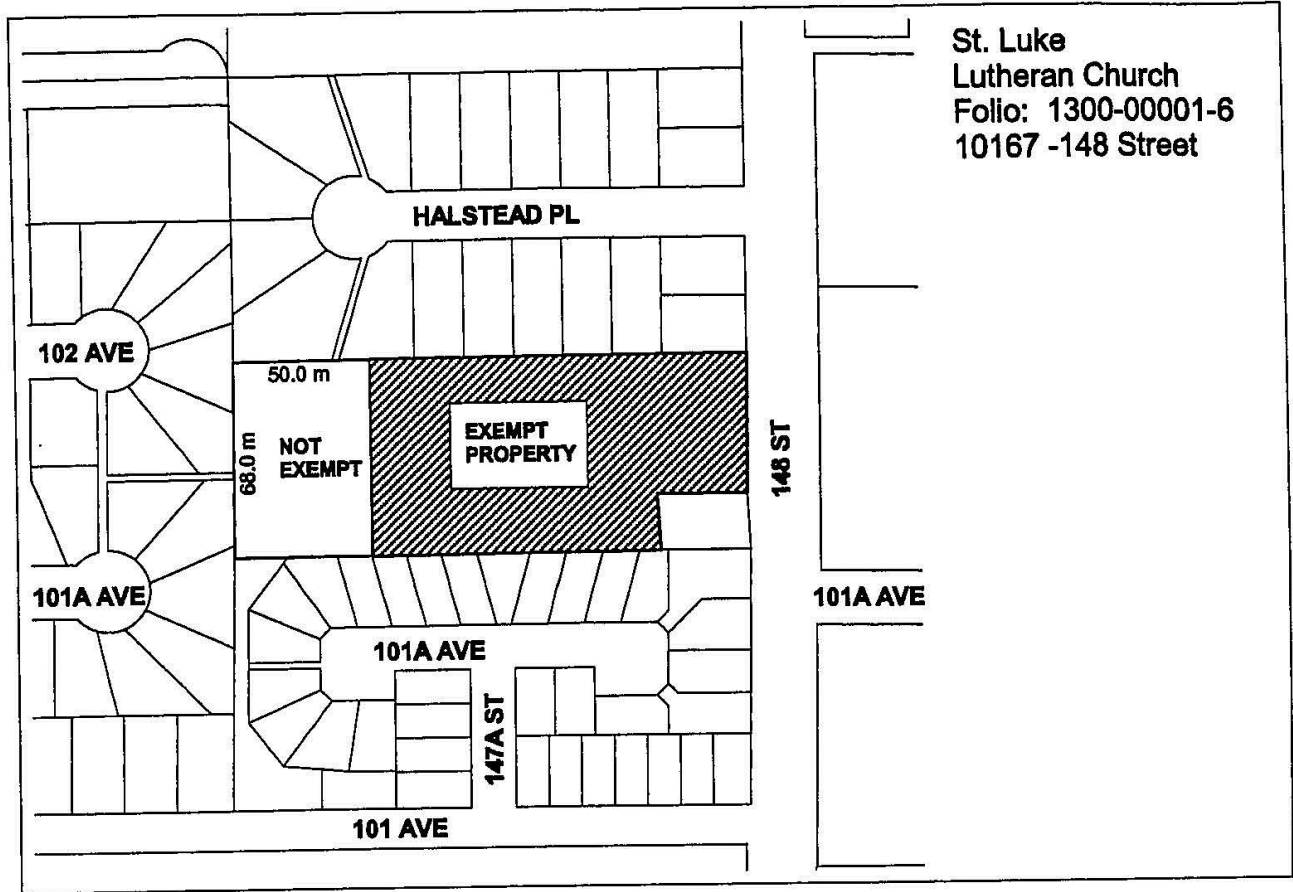 St. Luke
Lutheran Church
Folio: 1300-00001-6
10167 -148 Street
HALSTEAD PL
102 AVE
50.0 m
68.0 m
NOT
EXEMPT
EXEMPT
PROPERTY
148 ST
101A AVE
101A AVE
101A AVE
147A ST
101 AVE